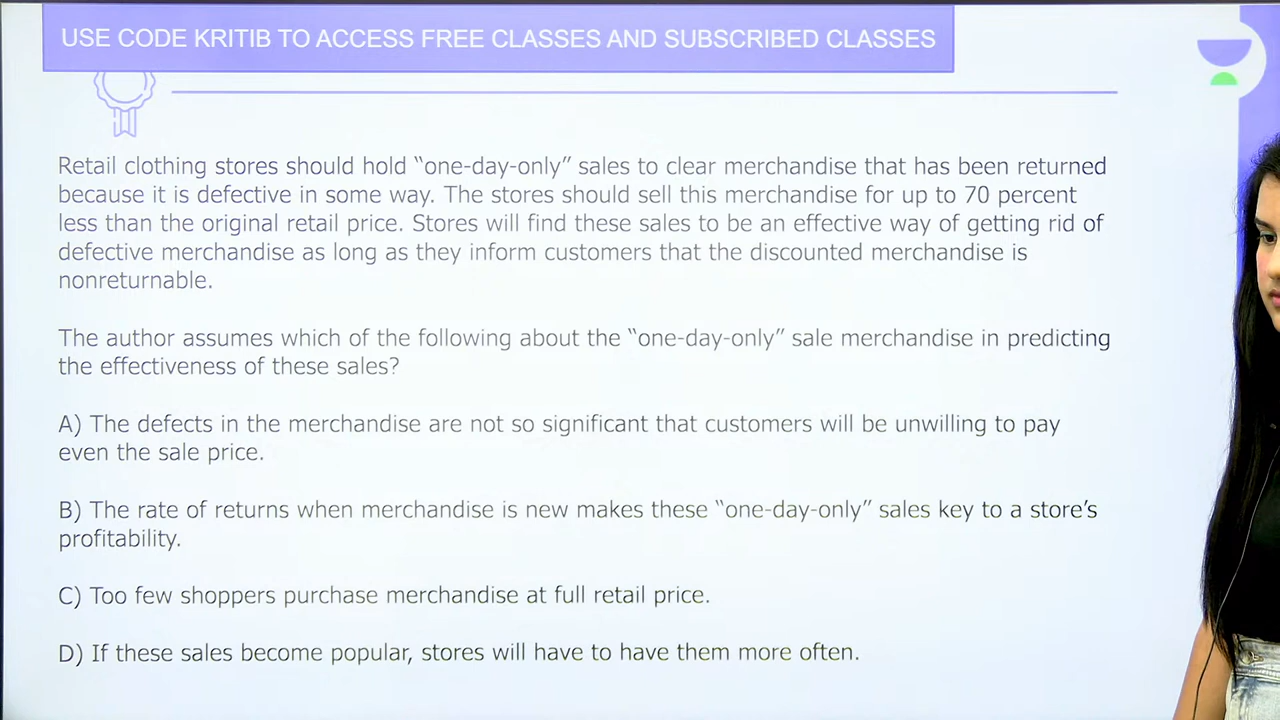 USE CODE KRITIB TO ACCESS FREE CLASSES AND SUBSCRIBED CLASSES
Retail clothing stores should hold “one-day-only” sales to clear merchandise that has been returned
because it is defective in some way. The stores should sell this merchandise for up to 70 percent
less than the original retail price. Stores will find these sales to be an effective way of getting rid of
defective merchandise as long as they inform customers that the discounted merchandise is
nonreturnable.
The author assumes which of the following about the “one-day-only” sale merchandise in predicting
the effectiveness of these sales?
A) The defects in the merchandise are not so significant that customers will be unwilling to pay
even the sale price.
B) The rate of returns when merchandise is new makes these “one-day-only” sales key to a store’s
profitability.
C) Too few shoppers purchase merchandise at full retail price.
D) If these sales become popular, stores will have to have them more often.